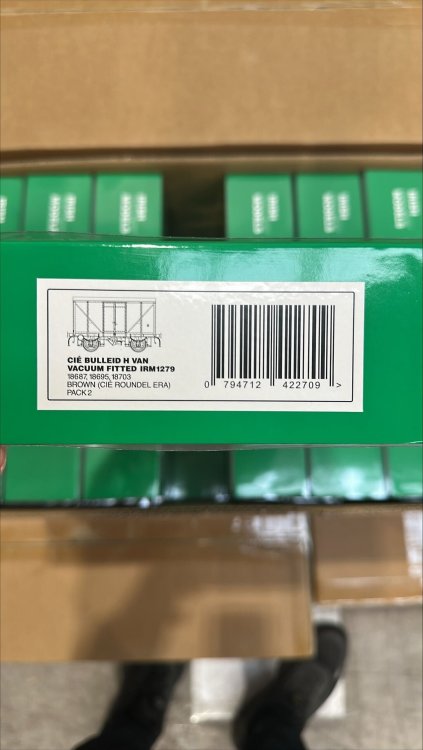 CIÉ BULLEID H VAN
VACUUM FITTED IRM1279
18687, 18695, 18703
BROWN (CIÉ ROUNDEL ERA)
PACK 2
0 794712 422709 >